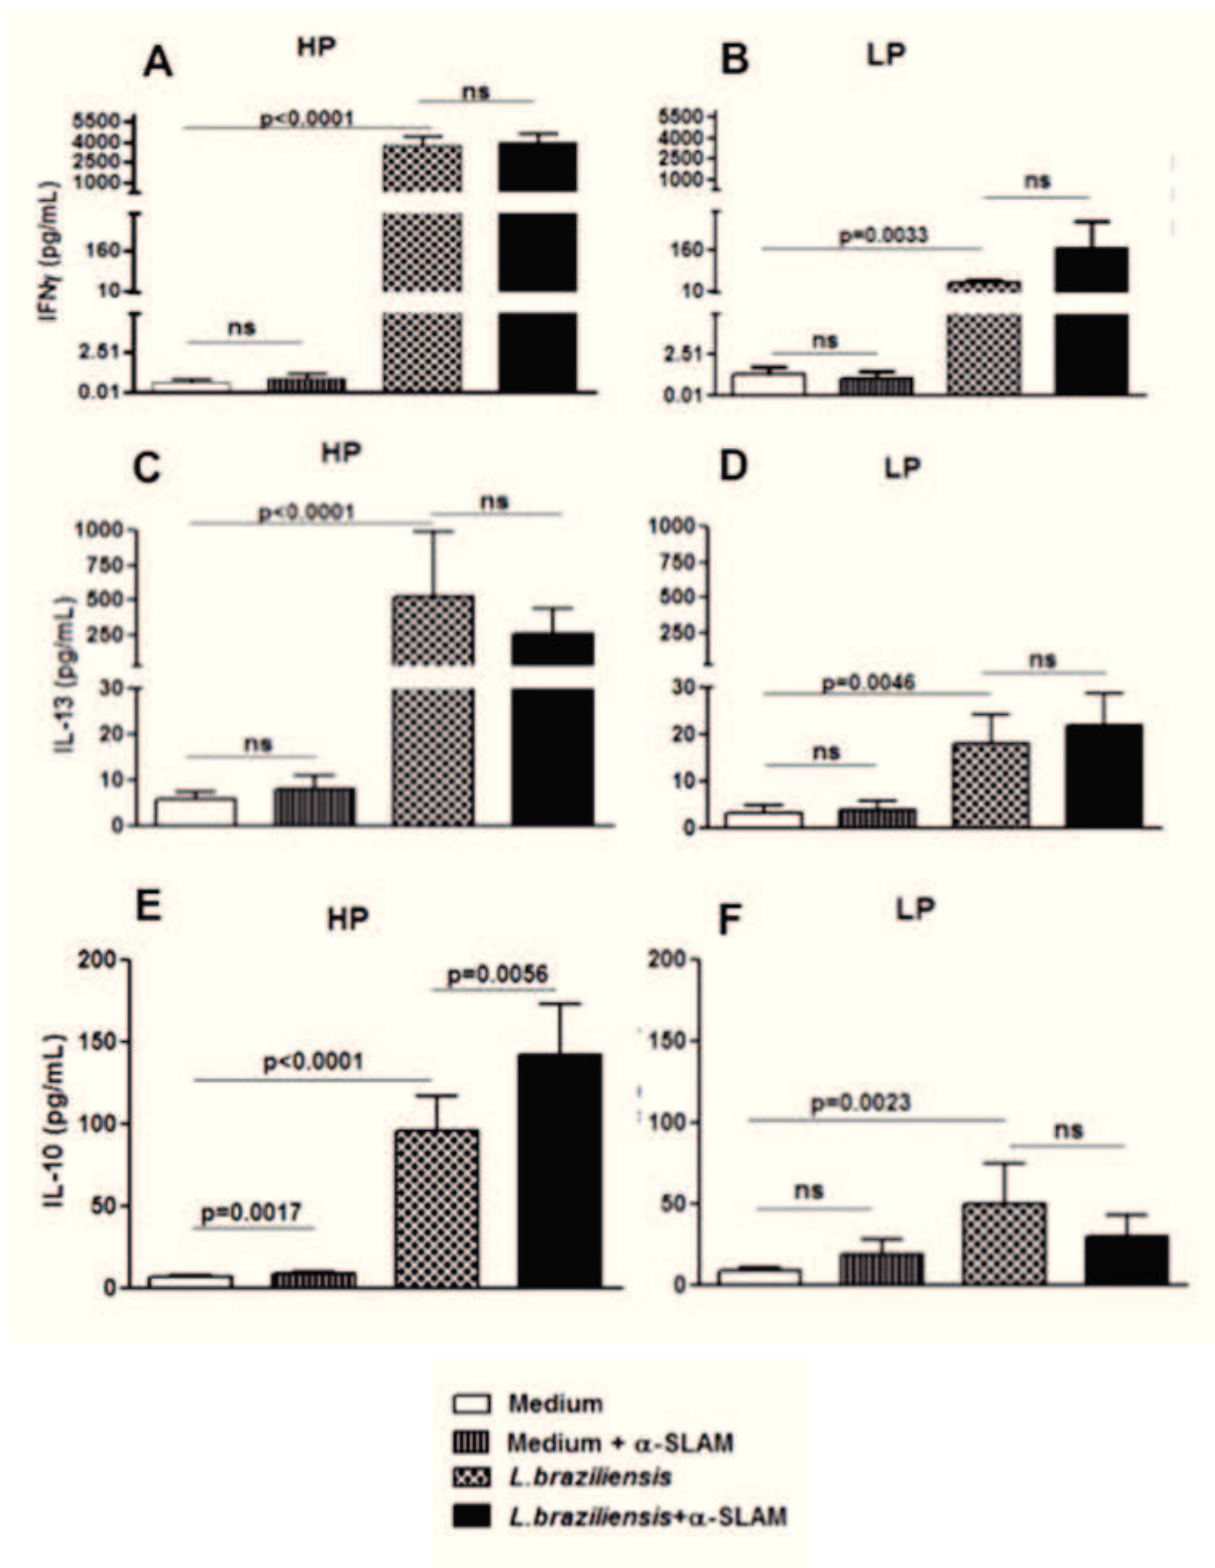 A
HP
ns
p<0.0001
5500
4000
2500
1000
160
10
2.51
0.01
IFNγ (pg/mL)
ns
B
LP
5500
4000
2500
1000
160
10
2.51
0.01
ns
p=0.0033
ns
C
HP
p<0.0001
ns
1000
750
500
250
30
20
10
0
IL-13 (pg/mL)
ns
D
LP
1000
750
500
250
30
20
10
0
ns
p=0.0046
ns
E
HP
200
150
100
50
0
IL-10 (pg/mL)
p=0.0056
p<0.0001
p=0.0017
F
LP
200
150
100
50
0
p=0.0023
ns
ns
Medium
Medium + α-SLAM
L.braziliensis
L.braziliensis+α-SLAM